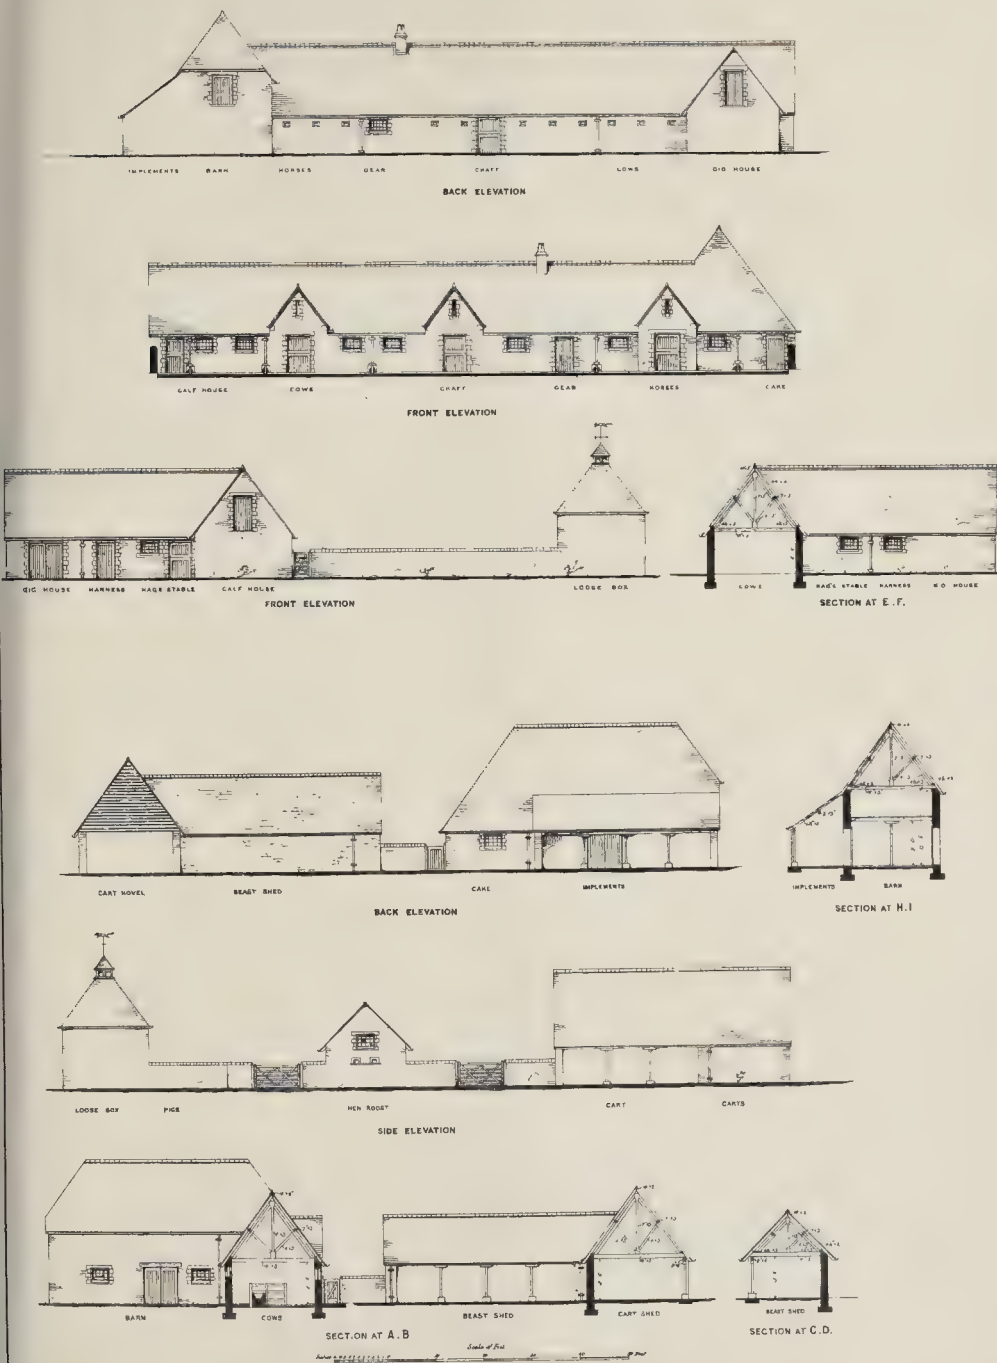 IMPLEMENTS BARN HORSES GEAR CHAFF COWS GIG HOUSE
BACK ELEVATION
CALF HOUSE COWS CHAFF GEAR HORSES CAKE
FRONT ELEVATION
GIG HOUSE HARNESS NAGS STABLE CALF HOUSE LOOSE BOX COWS NAG'S STABLE HARNESS GIG HOUSE
FRONT ELEVATION SECTION AT E.F.
CART HOVEL BEAST SHED CAKE IMPLEMENTS IMPLEMENTS BARN
BACK ELEVATION SECTION AT H.I
LOOSE BOX PIGS HEN ROOST CART CARTS
SIDE ELEVATION
BARN COWS BEAST SHED CART SHED BEAST SHED
SECTION AT A.B SECTION AT C.D.
Scale of Feet